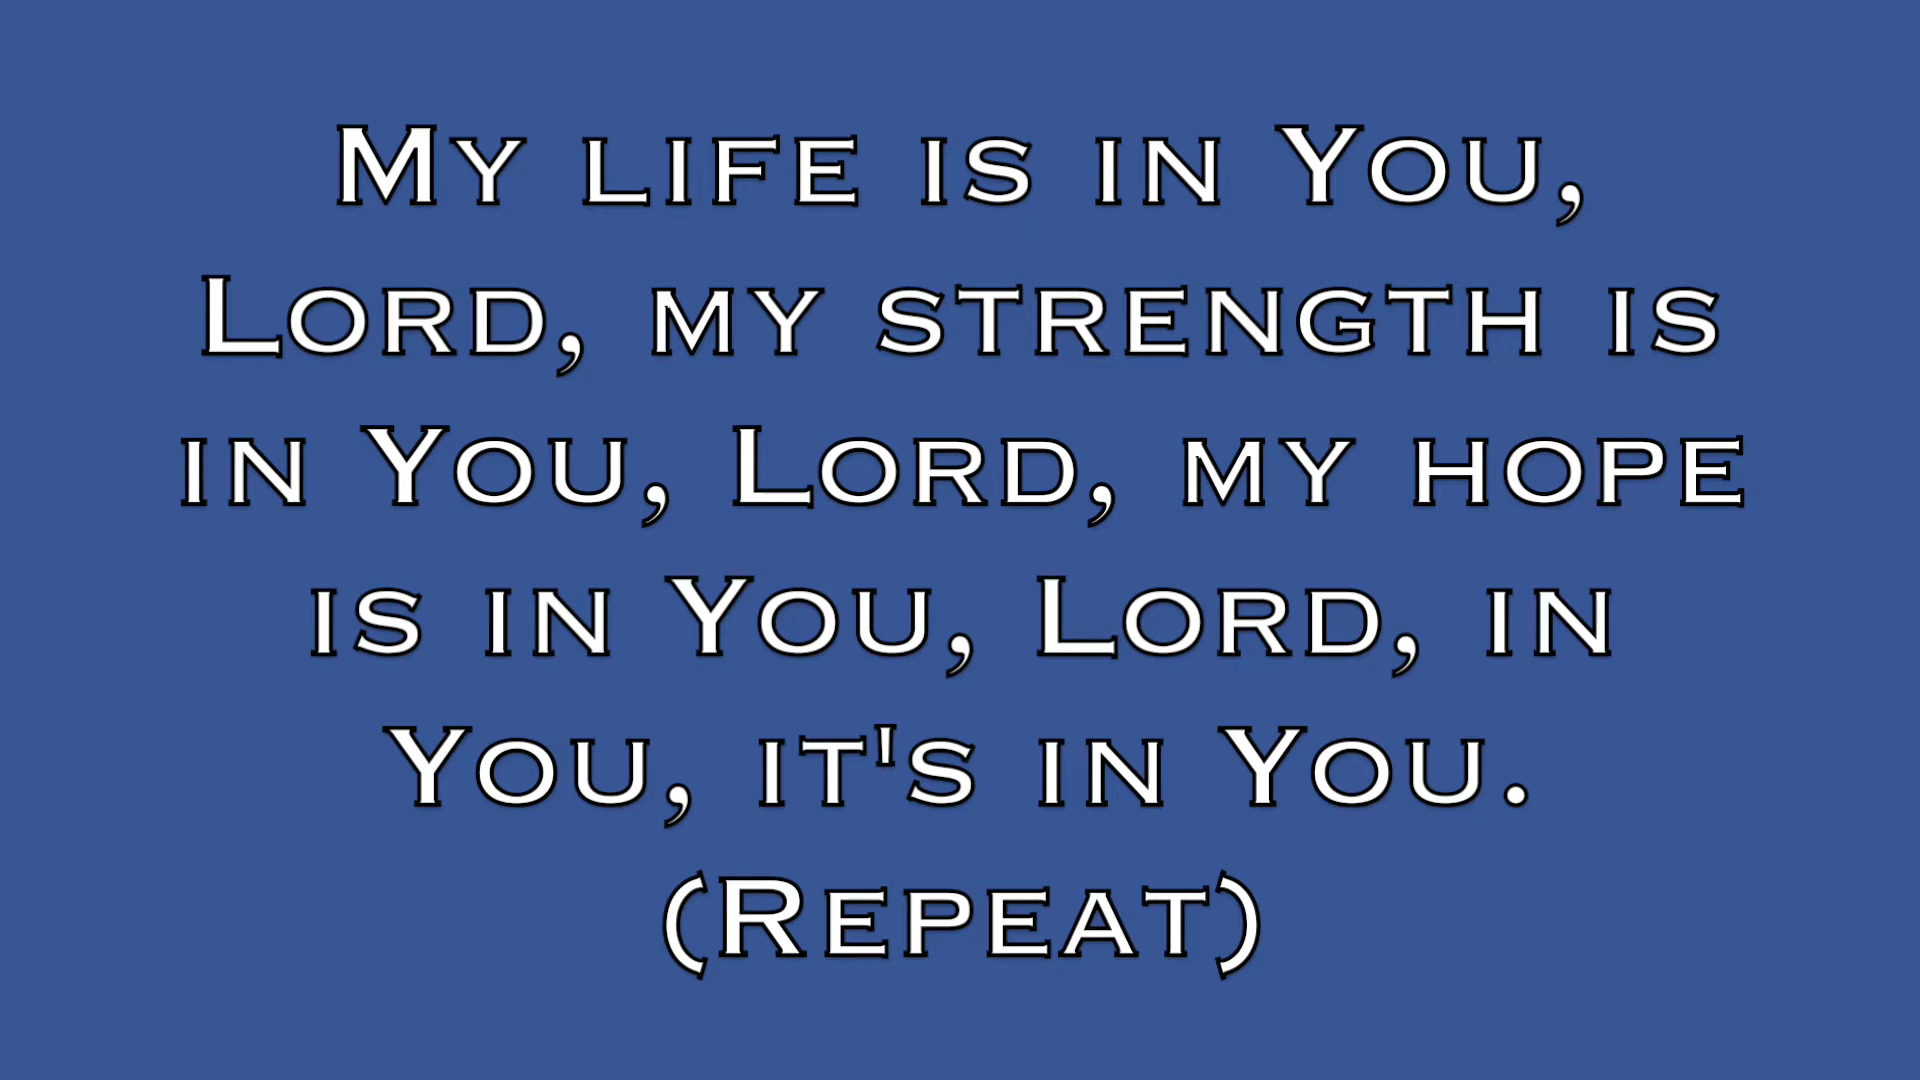 My life is in You,
Lord, my strength is
in You, Lord, my hope
is in You, Lord, in
You, it's in You.
(Repeat)